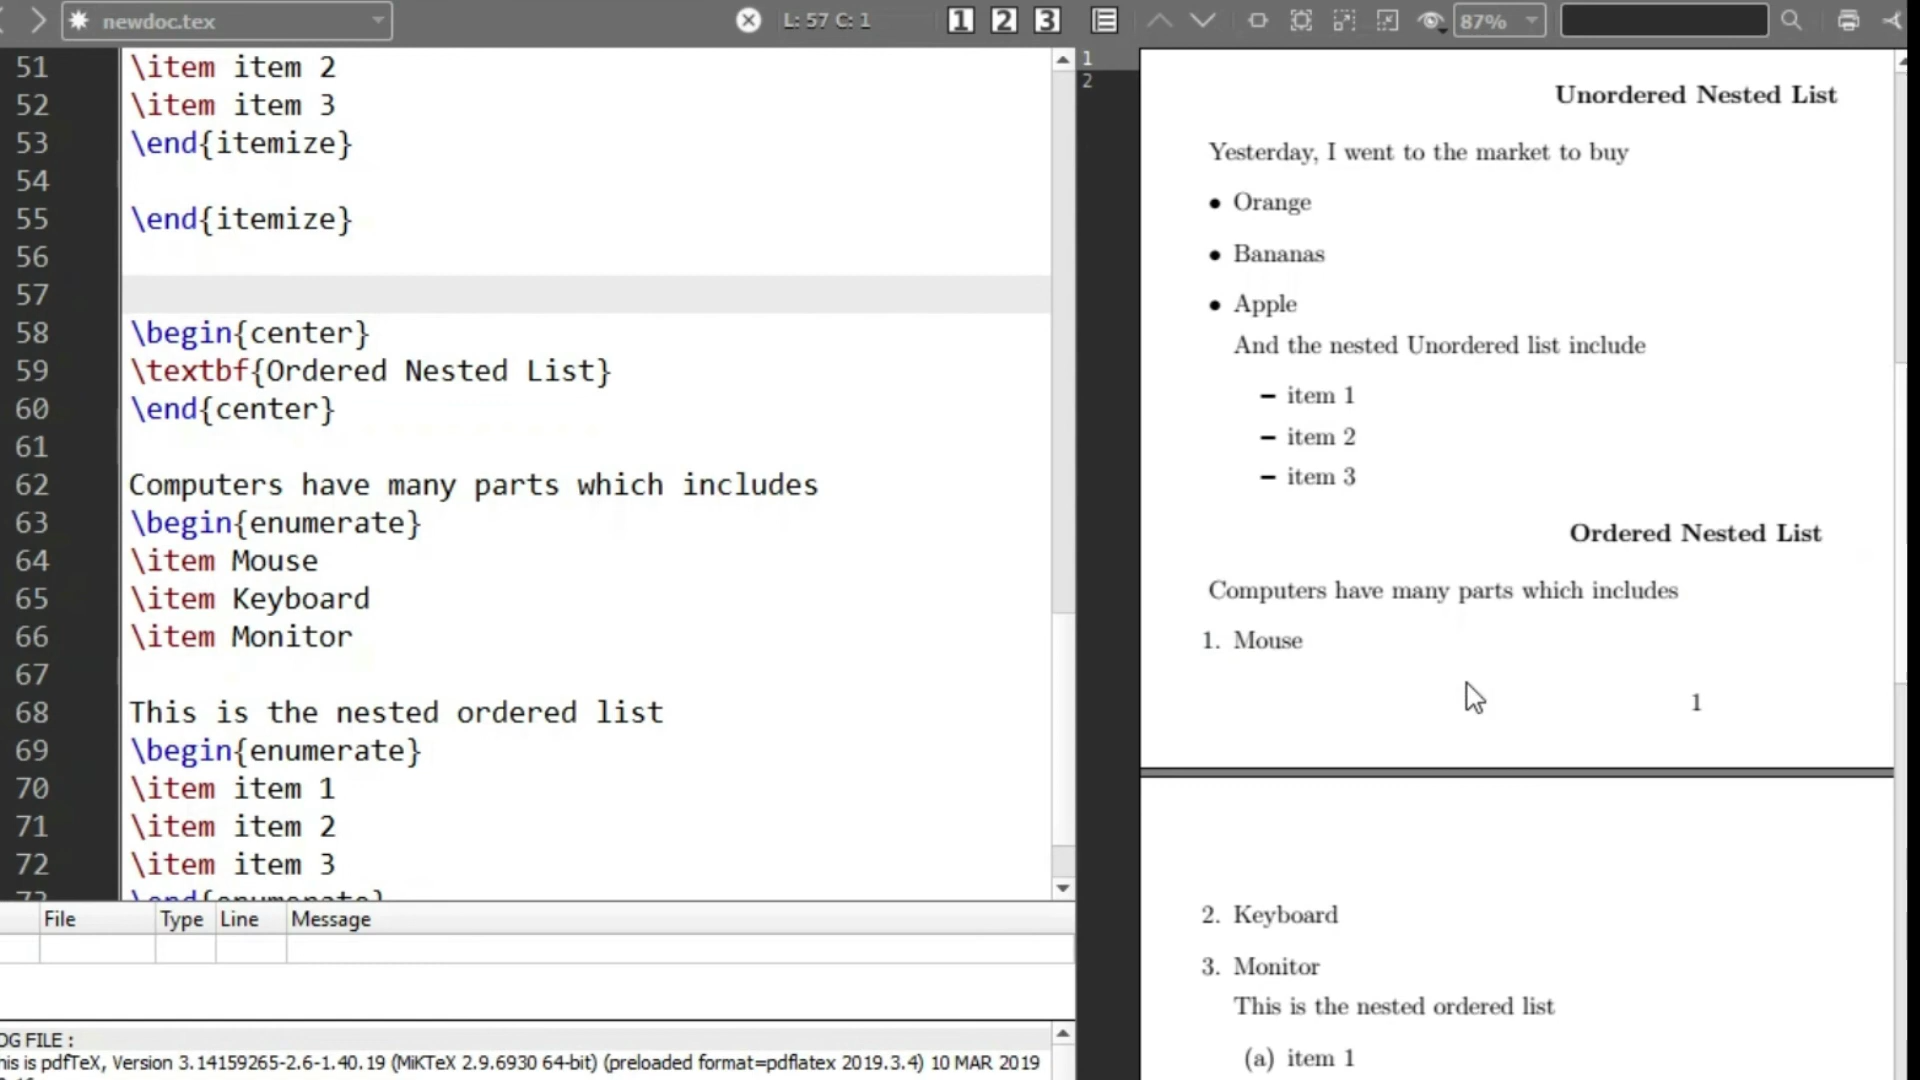 newdoc.tex
L: 57 C: 1
1 2 3
87%
51 \item item 2
52 \item item 3
53 \end{itemize}
54
55 \end{itemize}
56
57
58 \begin{center}
59 \textbf{Ordered Nested List}
60 \end{center}
61
62 Computers have many parts which includes
63 \begin{enumerate}
64 \item Mouse
65 \item Keyboard
66 \item Monitor
67
68 This is the nested ordered list
69 \begin{enumerate}
70 \item item 1
71 \item item 2
72 \item item 3
73 \end{enumerate}
File Type Line Message
OG FILE :
his is pdfTeX, Version 3.14159265-2.6-1.40.19 (MiKTeX 2.9.6930 64-bit) (preloaded format=pdflatex 2019.3.4) 10 MAR 2019
1
2
Unordered Nested List
Yesterday, I went to the market to buy
• Orange
• Bananas
• Apple
And the nested Unordered list include
– item 1
– item 2
– item 3
Ordered Nested List
Computers have many parts which includes
1. Mouse
1
2. Keyboard
3. Monitor
This is the nested ordered list
(a) item 1